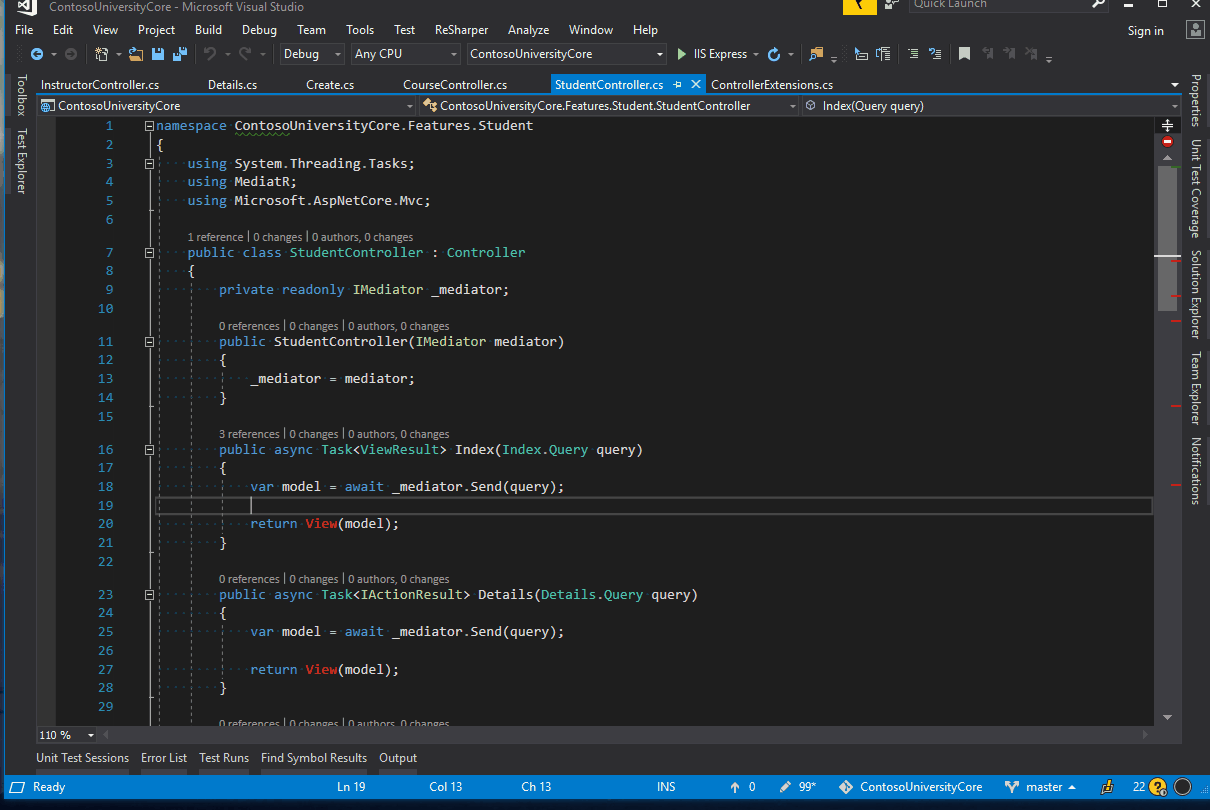 ContosoUniversityCore - Microsoft Visual Studio
Quick Launch
File Edit View Project Build Debug Team Tools Test ReSharper Analyze Window Help
Sign in
Debug Any CPU ContosoUniversityCore IIS Express
InstructorController.cs Details.cs Create.cs CourseController.cs StudentController.cs ControllerExtensions.cs
ContosoUniversityCore ContosoUniversityCore.Features.Student.StudentController Index(Query query)
Toolbox
Test Explorer
1 namespace ContosoUniversityCore.Features.Student
2 {
3 using System.Threading.Tasks;
4 using MediatR;
5 using Microsoft.AspNetCore.Mvc;
6
1 reference | 0 changes | 0 authors, 0 changes
7 public class StudentController : Controller
8 {
9 private readonly IMediator _mediator;
10
0 references | 0 changes | 0 authors, 0 changes
11 public StudentController(IMediator mediator)
12 {
13 _mediator = mediator;
14 }
15
3 references | 0 changes | 0 authors, 0 changes
16 public async Task<ViewResult> Index(Index.Query query)
17 {
18 var model = await _mediator.Send(query);
19
20 return View(model);
21 }
22
0 references | 0 changes | 0 authors, 0 changes
23 public async Task<IActionResult> Details(Details.Query query)
24 {
25 var model = await _mediator.Send(query);
26
27 return View(model);
28 }
29
0 references | 0 changes | 0 authors, 0 changes
Properties
Unit Test Coverage
Solution Explorer
Team Explorer
Notifications
110 %
Unit Test Sessions Error List Test Runs Find Symbol Results Output
Ready Ln 19 Col 13 Ch 13 INS 0 99* ContosoUniversityCore master 22